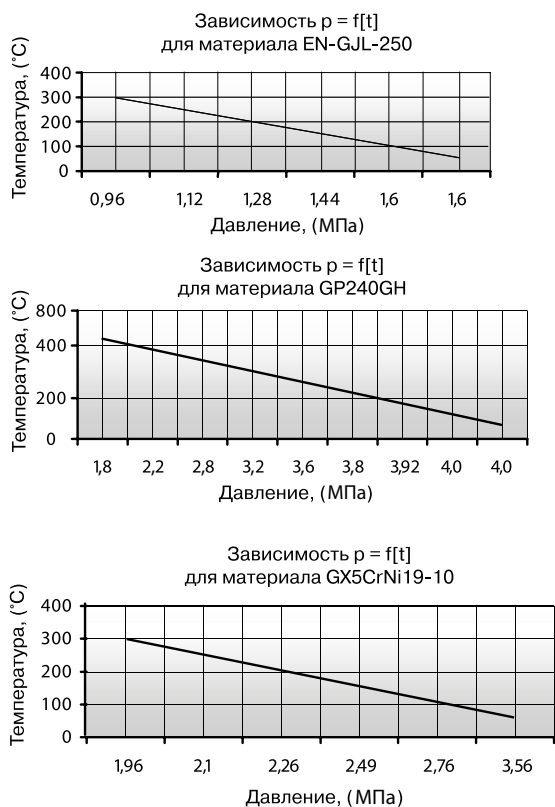 Зависимость p = f[t]
для материала EN-GJL-250
Температура, (°C)
400
300
200
100
0
0,96 1,12 1,28 1,44 1,6 1,6
Давление, (МПа)
Зависимость p = f[t]
для материала GP240GH
Температура, (°C)
800
400
200
0
1,8 2,2 2,8 3,2 3,6 3,8 3,92 4,0 4,0
Давление, (МПа)
Зависимость p = f[t]
для материала GX5CrNi19-10
Температура, (°C)
400
300
200
100
0
1,96 2,1 2,26 2,49 2,76 3,56
Давление, (МПа)